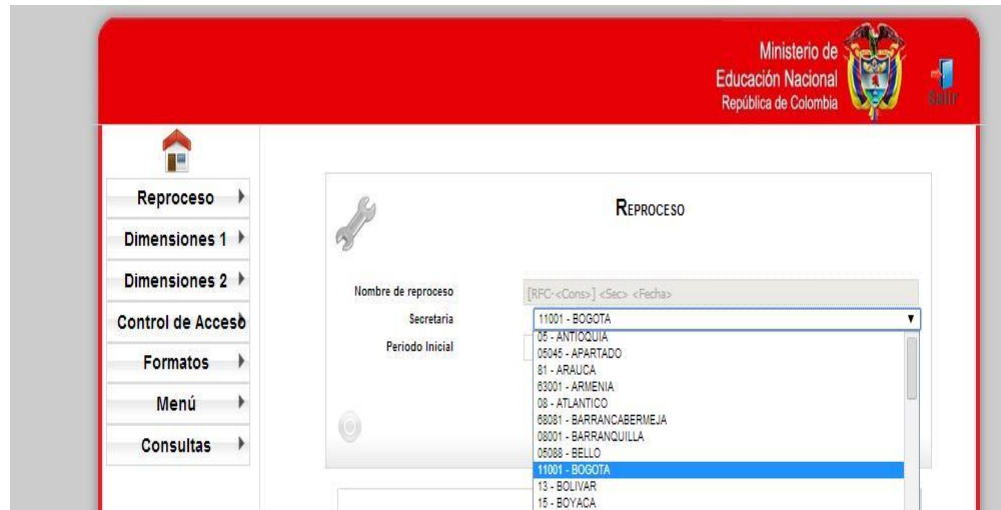 Ministerio de
Educación Nacional
República de Colombia
Salir
Reproceso
Dimensiones 1
Dimensiones 2
Control de Acceso
Formatos
Menú
Consultas
REPROCESO
Nombre de reproceso
[RFC-<Cons>] <Sec> <Fecha>
Secretaria
11001 - BOGOTA
Periodo Inicial
05 - ANTIOQUIA
05045 - APARTADO
81 - ARAUCA
63001 - ARMENIA
08 - ATLANTICO
68081 - BARRANCABERMEJA
08001 - BARRANQUILLA
05088 - BELLO
11001 - BOGOTA
13 - BOLIVAR
15 - BOYACA